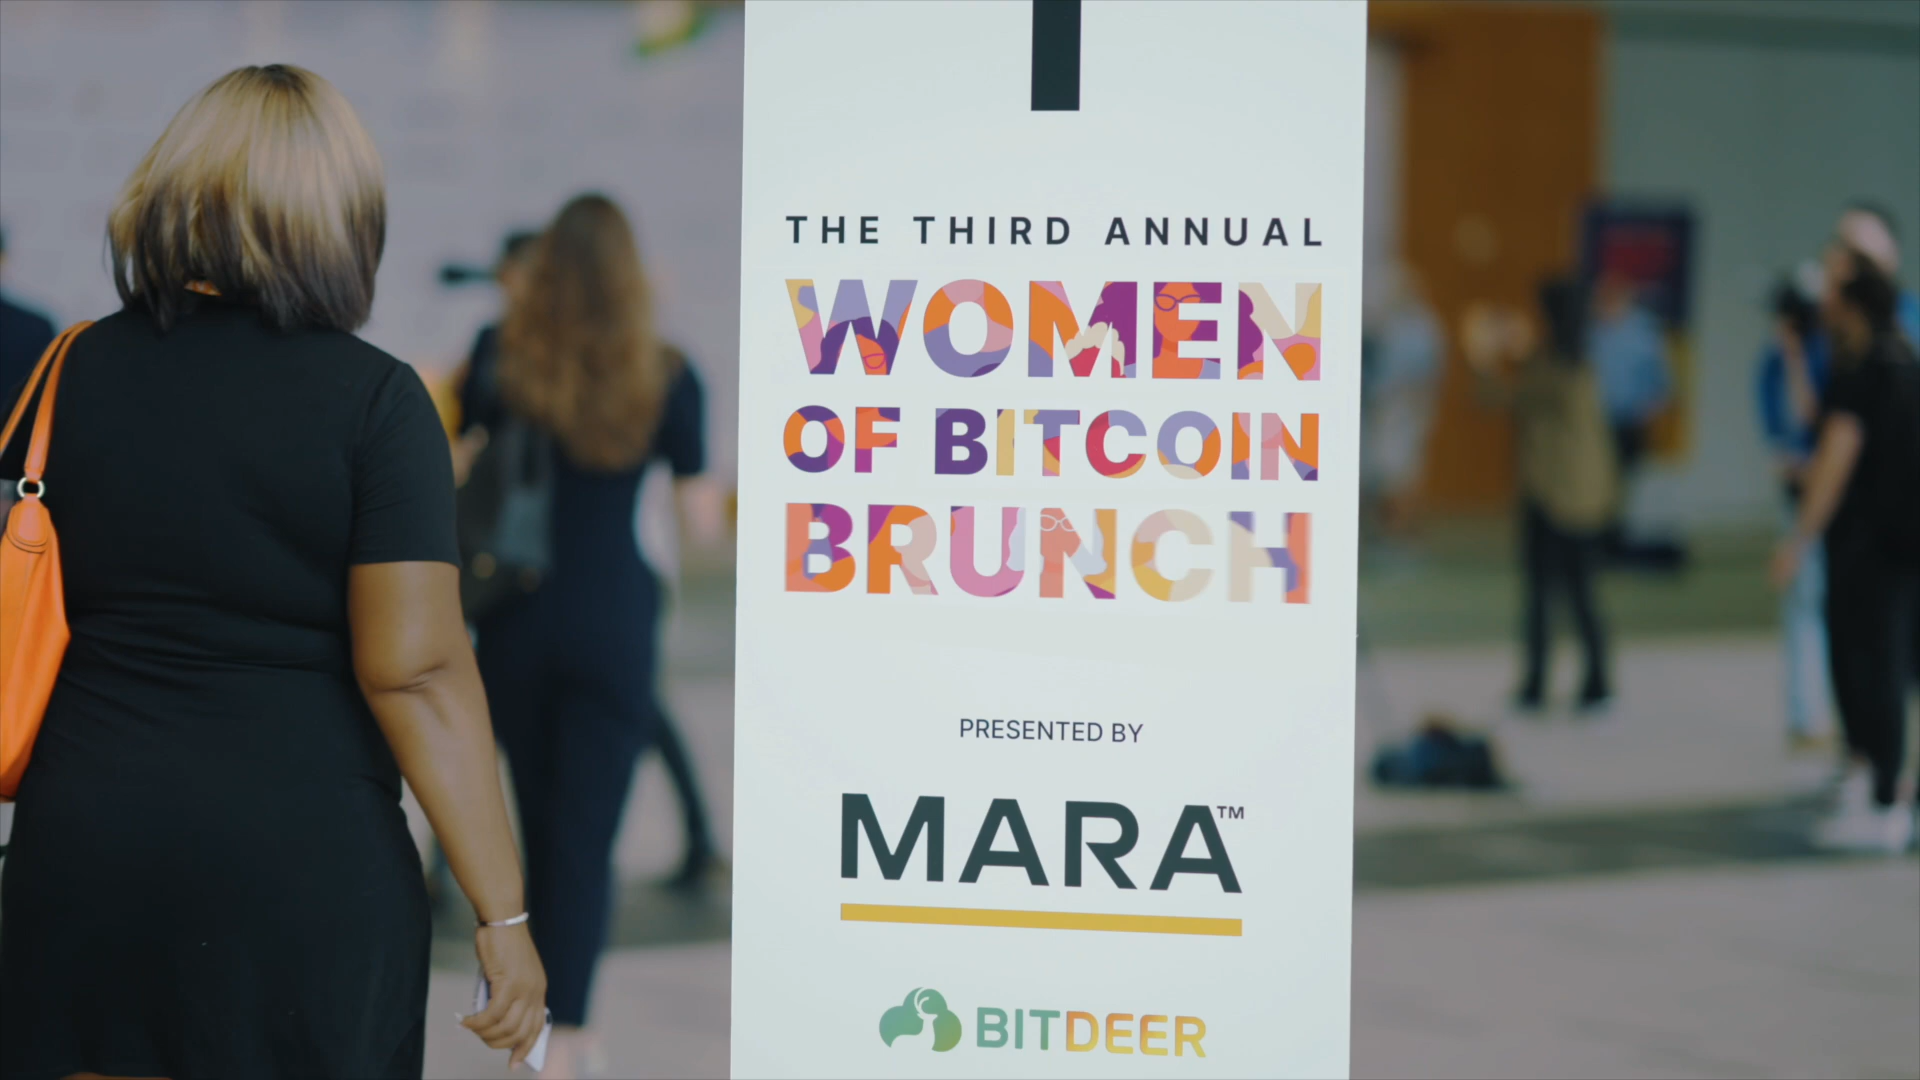 THE THIRD ANNUAL
WOMEN
OF BITCOIN
BRUNCH
PRESENTED BY
MARA™
BITDEER